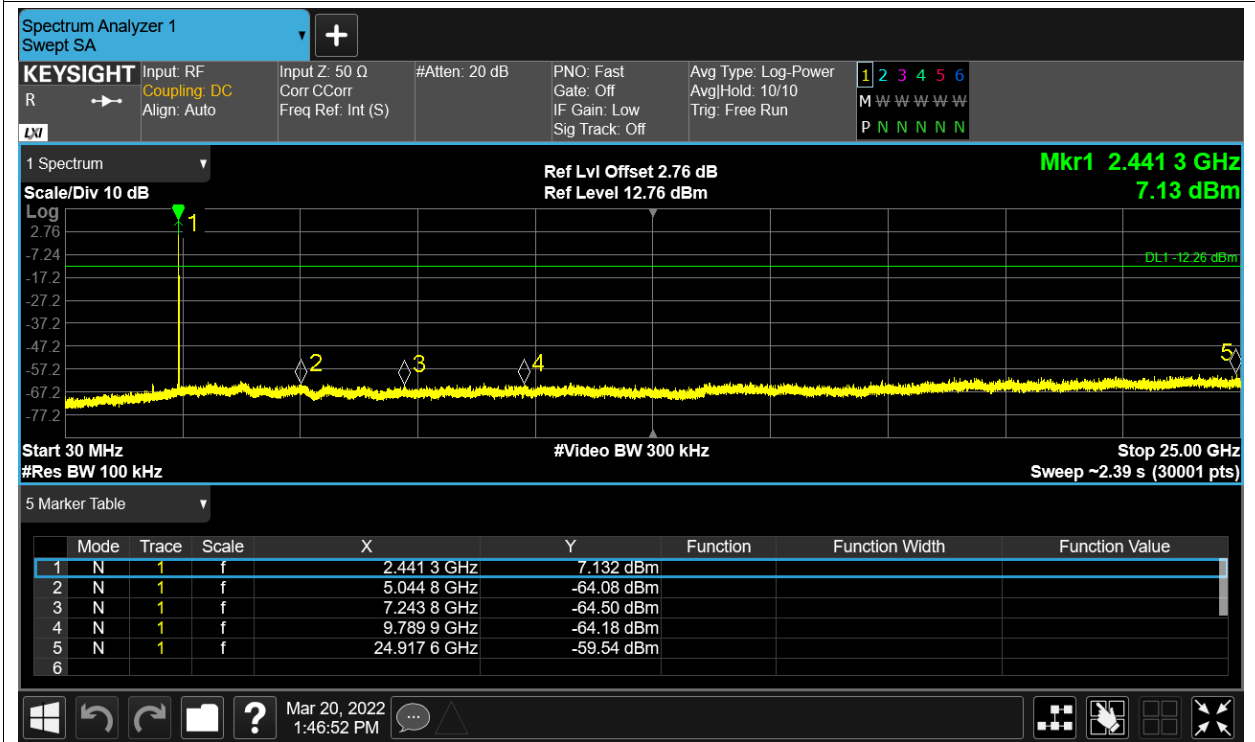 Spectrum Analyzer 1
Swept SA
+
KEYSIGHT
R
LXI
Input: RF
Coupling: DC
Align: Auto
Input Z: 50 Ω
Corr CCorr
Freq Ref: Int (S)
#Atten: 20 dB
PNO: Fast
Gate: Off
IF Gain: Low
Sig Track: Off
Avg Type: Log-Power
Avg|Hold: 10/10
Trig: Free Run
1 2 3 4 5 6
M W W W W W
P N N N N N
1 Spectrum
Scale/Div 10 dB
Ref Lvl Offset 2.76 dB
Ref Level 12.76 dBm
Mkr1 2.441 3 GHz
7.13 dBm
Log
2.76
-7.24
-17.2
-27.2
-37.2
-47.2
-57.2
-67.2
-77.2
1
2
3
4
5
DL1 -12.26 dBm
Start 30 MHz
#Video BW 300 kHz
Stop 25.00 GHz
#Res BW 100 kHz
Sweep ~2.39 s (30001 pts)
5 Marker Table
Mode Trace Scale X Y Function Function Width Function Value
1 N 1 f 2.441 3 GHz 7.132 dBm
2 N 1 f 5.044 8 GHz -64.08 dBm
3 N 1 f 7.243 8 GHz -64.50 dBm
4 N 1 f 9.789 9 GHz -64.18 dBm
5 N 1 f 24.917 6 GHz -59.54 dBm
6
?
Mar 20, 2022
1:46:52 PM